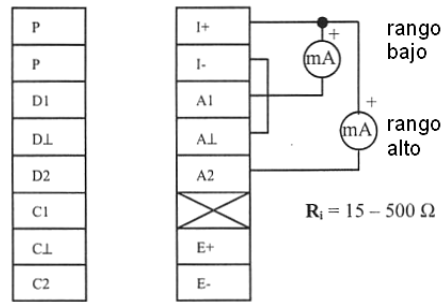 P
P
D1
D⊥
D2
C1
C⊥
C2
I+
I-
A1
A⊥
A2
E+
E-
+
mA
rango
bajo
+
mA
rango
alto
Rᵢ = 15 – 500 Ω